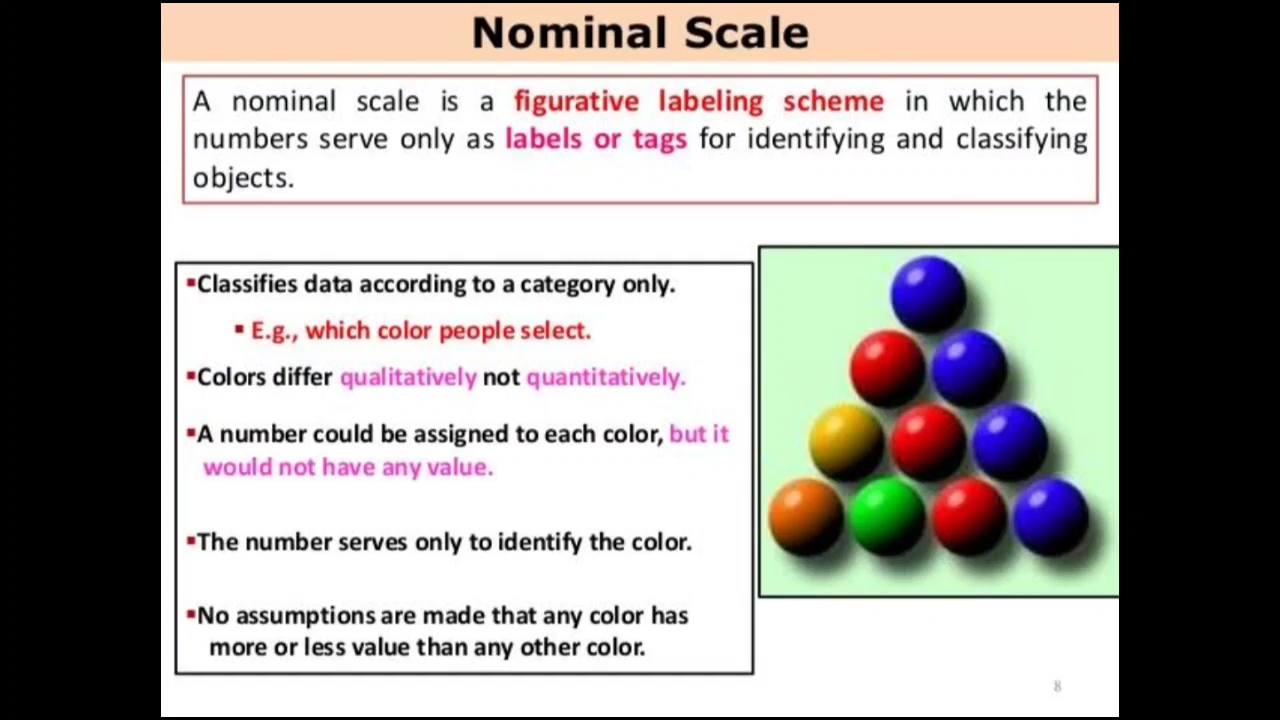 Nominal Scale
A nominal scale is a figurative labeling scheme in which the
numbers serve only as labels or tags for identifying and classifying
objects.
▪Classifies data according to a category only.
▪ E.g., which color people select.
▪Colors differ qualitatively not quantitatively.
▪A number could be assigned to each color, but it
would not have any value.
▪The number serves only to identify the color.
▪No assumptions are made that any color has
more or less value than any other color.
8